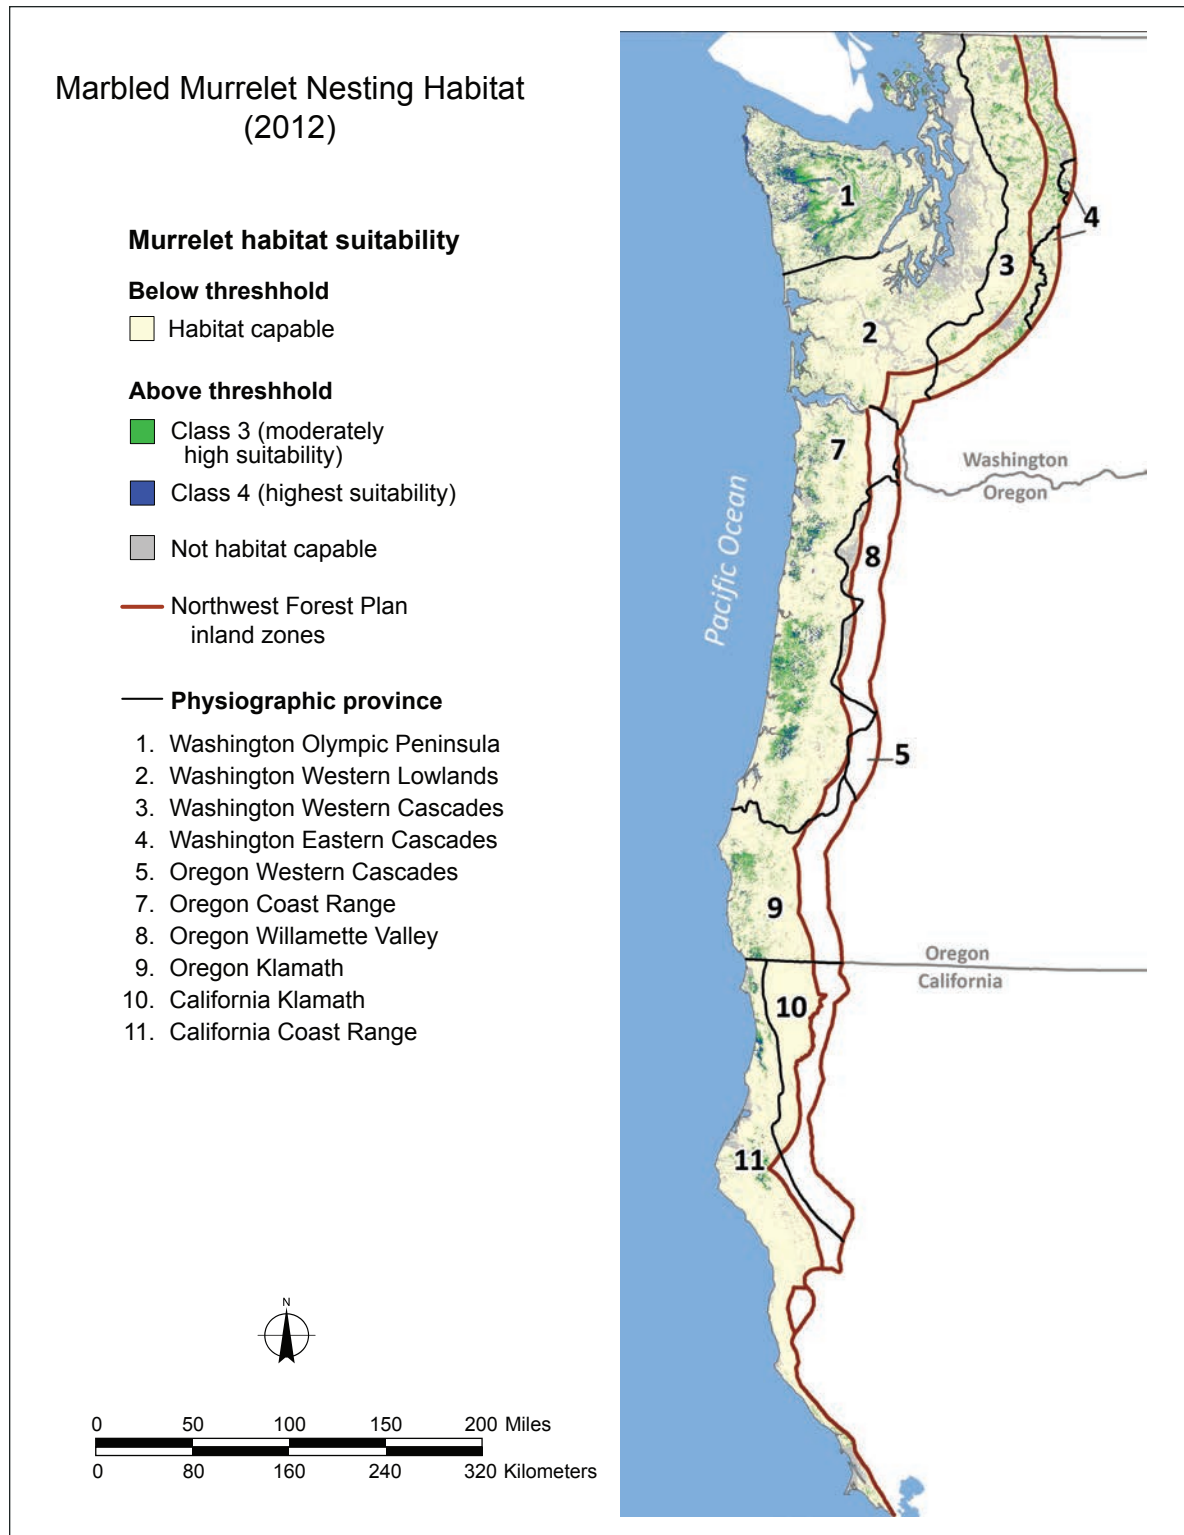 Marbled Murrelet Nesting Habitat
(2012)
Murrelet habitat suitability
Below threshhold
Habitat capable
Above threshhold
Class 3 (moderately
high suitability)
Class 4 (highest suitability)
Not habitat capable
Northwest Forest Plan
inland zones
Physiographic province
1. Washington Olympic Peninsula
2. Washington Western Lowlands
3. Washington Western Cascades
4. Washington Eastern Cascades
5. Oregon Western Cascades
7. Oregon Coast Range
8. Oregon Willamette Valley
9. Oregon Klamath
10. California Klamath
11. California Coast Range
N
0 50 100 150 200 Miles
0 80 160 240 320 Kilometers
1
4
3
2
7
Washington
Oregon
Pacific Ocean
8
5
9
Oregon
California
10
11